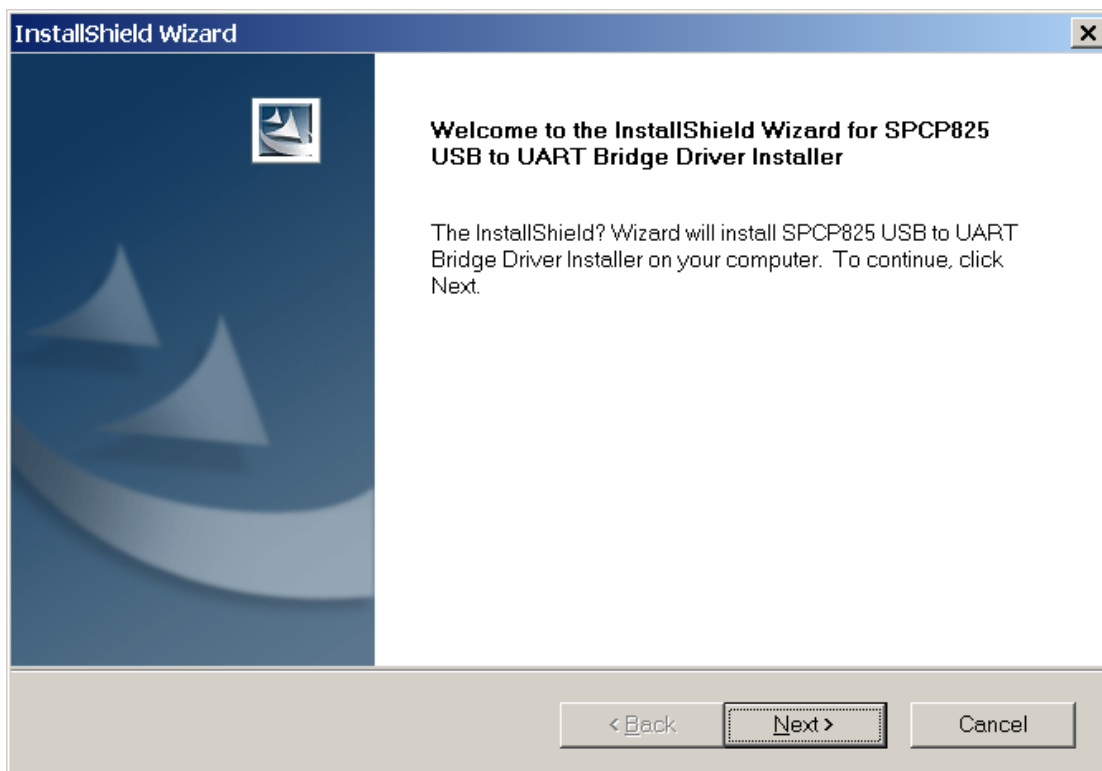 InstallShield Wizard
Welcome to the InstallShield Wizard for SPCP825
USB to UART Bridge Driver Installer
The InstallShield? Wizard will install SPCP825 USB to UART
Bridge Driver Installer on your computer.  To continue, click
Next.
< Back
Next >
Cancel